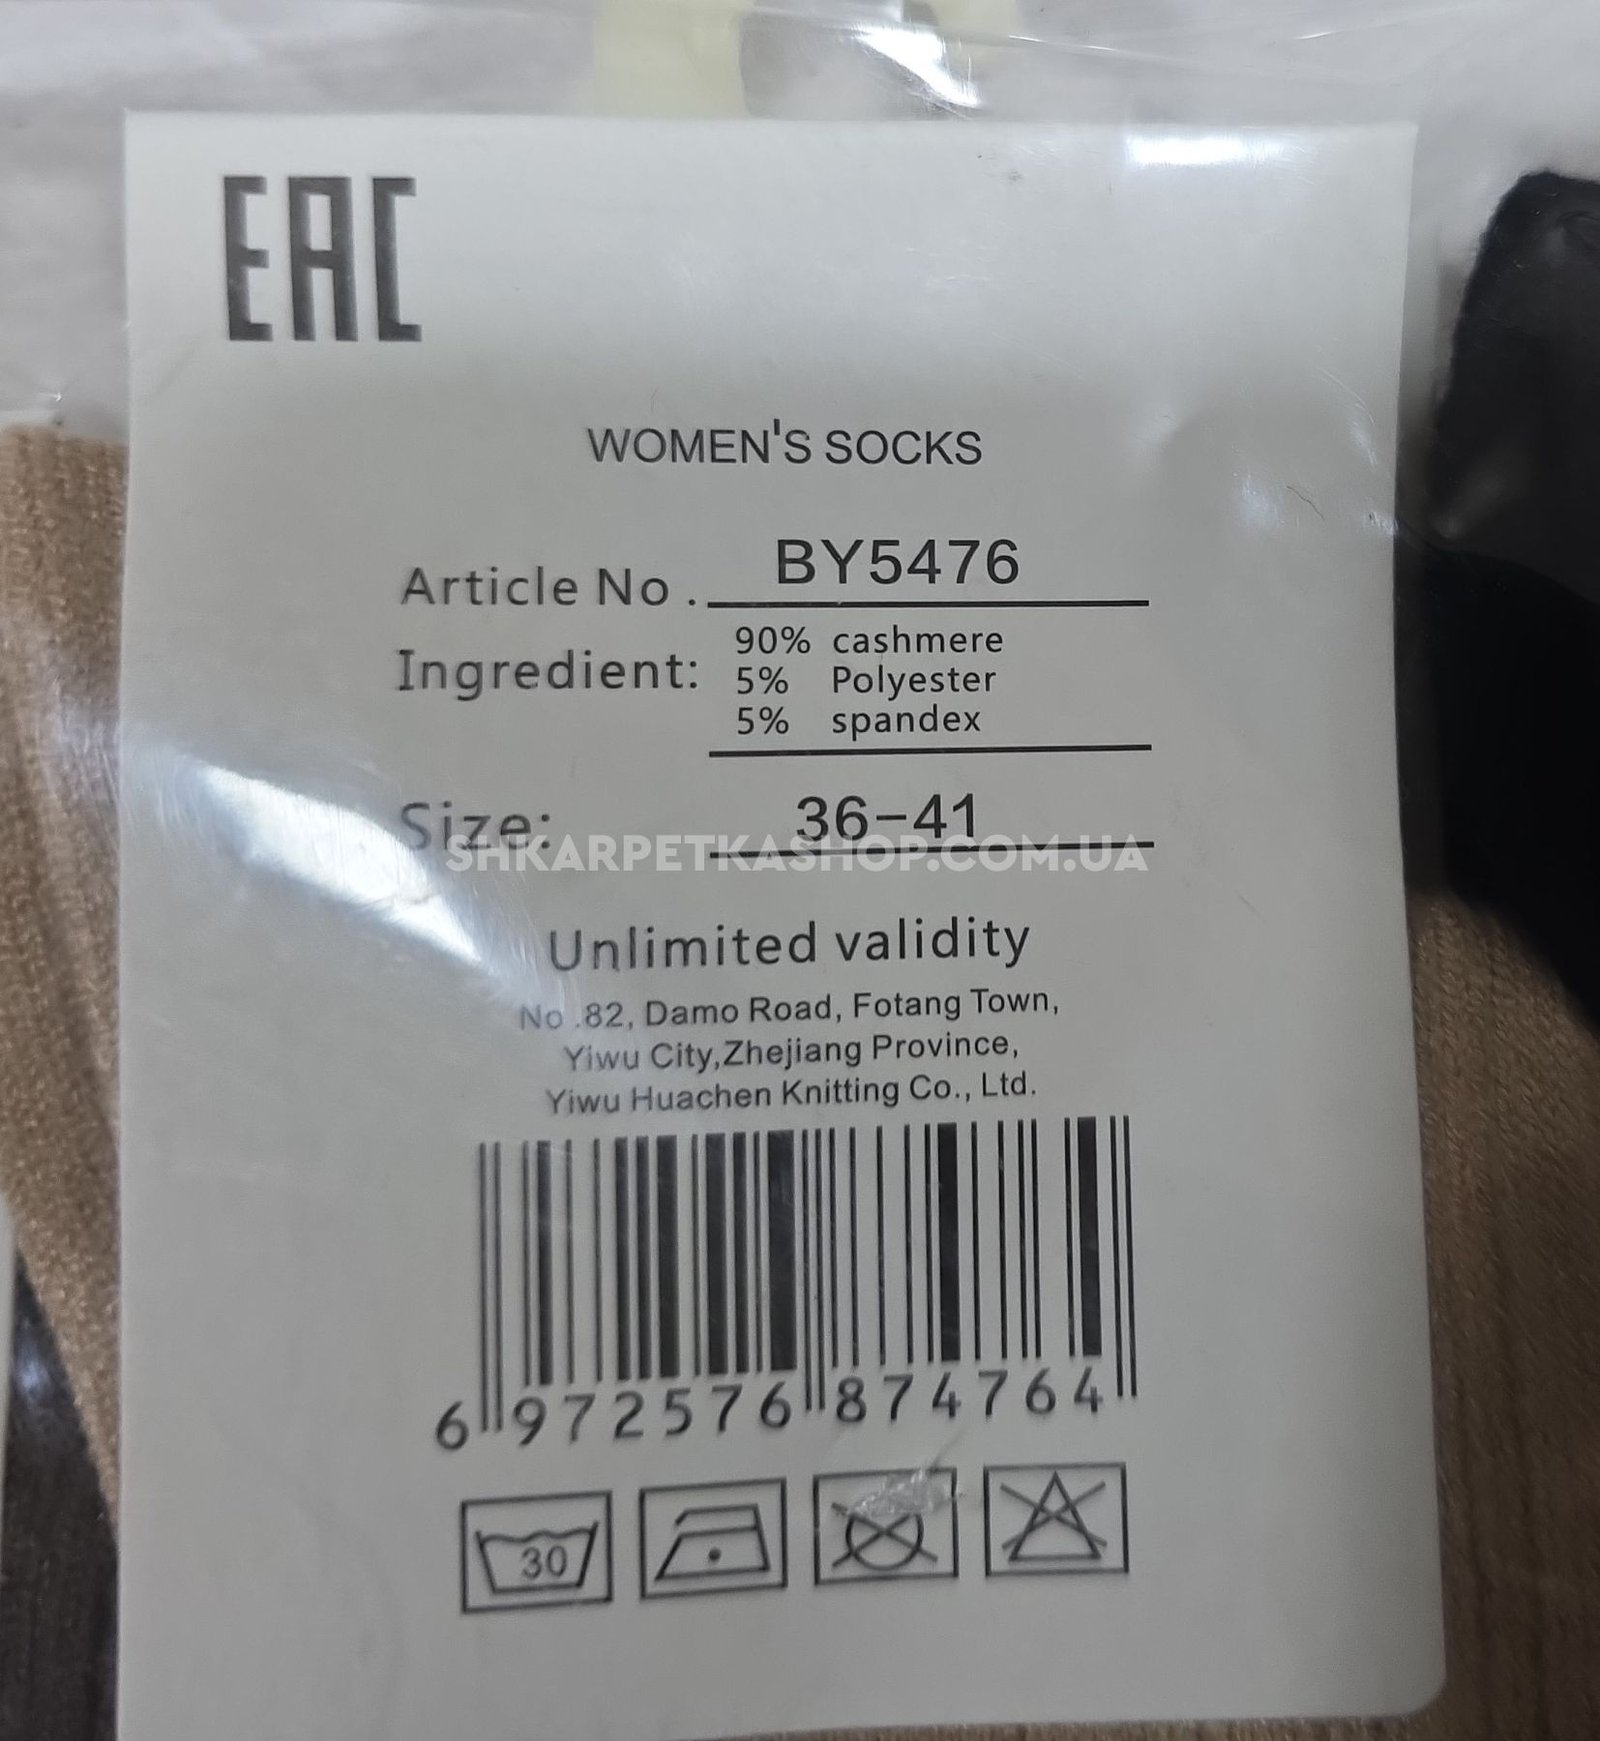 EAC
WOMEN'S SOCKS
Article No . BY5476
Ingredient: 90% cashmere
5% Polyester
5% spandex
Size: 36-41
SHKARPETKASHOP.COM.UA
Unlimited validity
No .82, Damo Road, Fotang Town,
Yiwu City,Zhejiang Province,
Yiwu Huachen Knitting Co., Ltd.
6 972576 874764
30